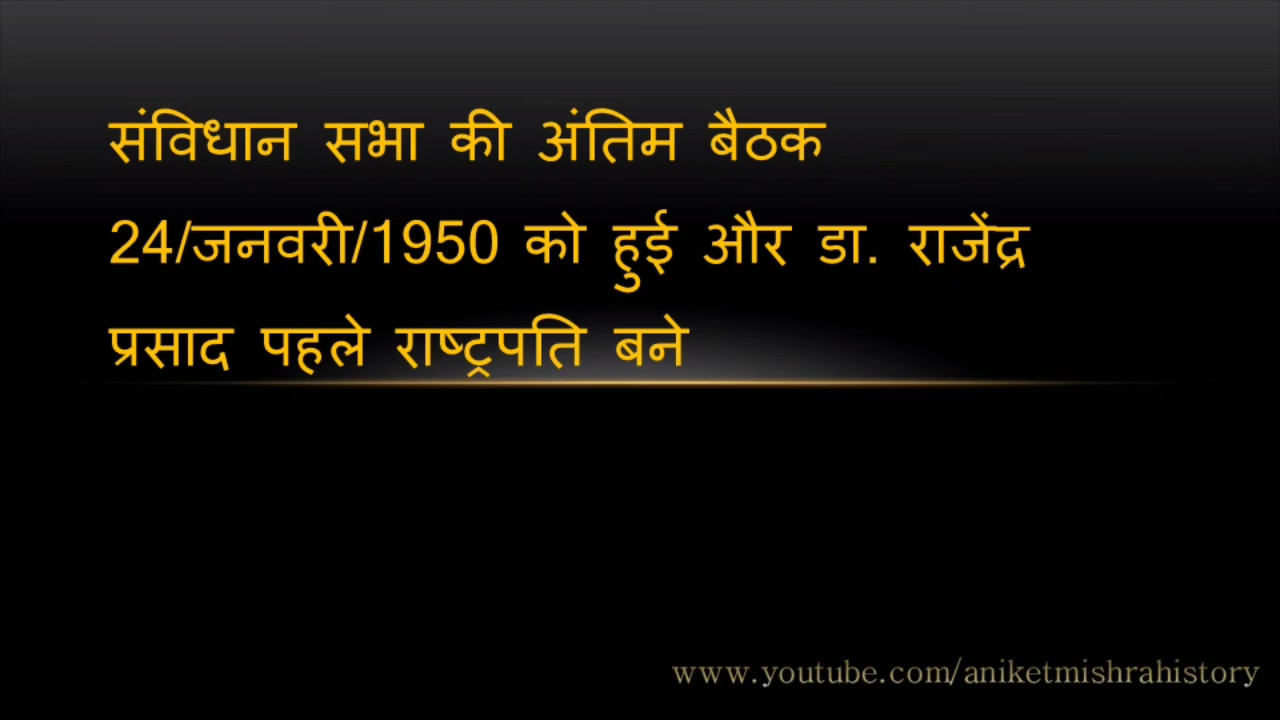 संविधान सभा की अंतिम बैठक
24/जनवरी/1950 को हुई और डा. राजेंद्र
प्रसाद पहले राष्ट्रपति बने
www.youtube.com/aniketmishrahistory